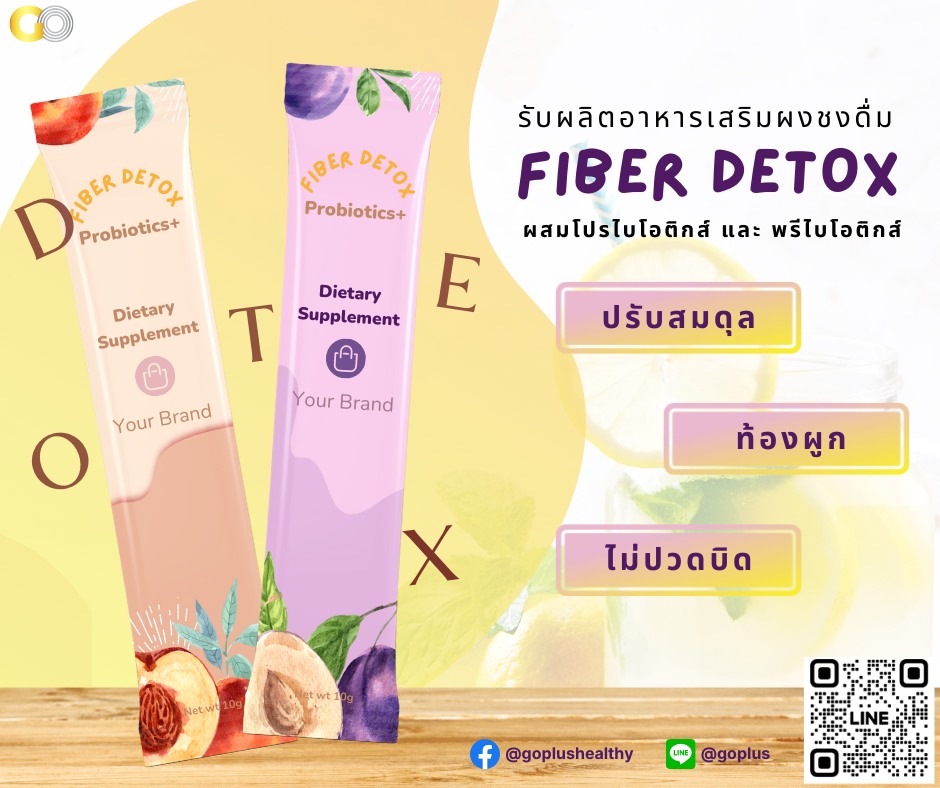 GO
FIBER DETOX
Probiotics+
Dietary
Supplement
Your Brand
Net wt 10g
FIBER DETOX
Probiotics+
Dietary
Supplement
Your Brand
Net wt 10g
D
E
T
O
X
รับผลิตอาหารเสริมผงชงดื่ม
FIBER DETOX
ผสมโปรไบโอติกส์ และ พรีไบโอติกส์
ปรับสมดุล
ท้องผูก
ไม่ปวดบิด
@goplushealthy
LINE
@goplus
LINE